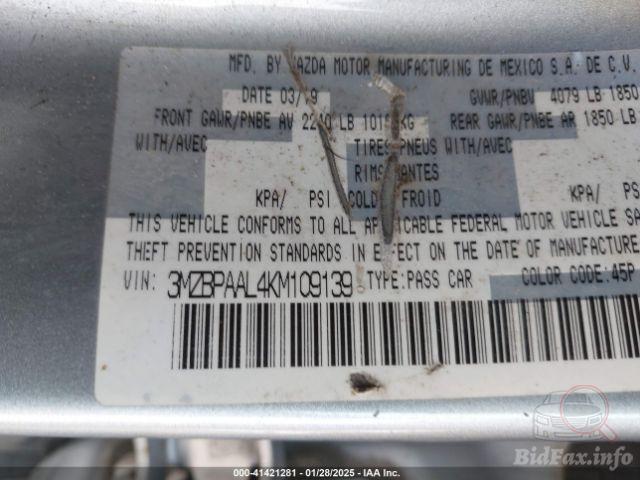 MFD. BY MAZDA MOTOR MANUFACTURING DE MEXICO S.A. DE C.V.
DATE 03/19 GVWR/PNBV 4079 LB 1850
FRONT GAWR/PNBE AV LB KG REAR GAWR/PNBE AR 1850 LB
WITH/AVEC TIRES/PNEUS WITH/AVEC
RIMS/JANTES
KPA/ PSI COLD/ FROID KPA/ PSI
THIS VEHICLE CONFORMS TO ALL APPLICABLE FEDERAL MOTOR VEHICLE SA
THEFT PREVENTION STANDARDS IN EFFECT ON THE DATE OF MANUFACTURE
VIN: 3MZBPAAL4KM109139 TYPE:PASS CAR COLOR CODE:45P
BidFax.info
000-41421281 - 01/28/2025 - IAA Inc.